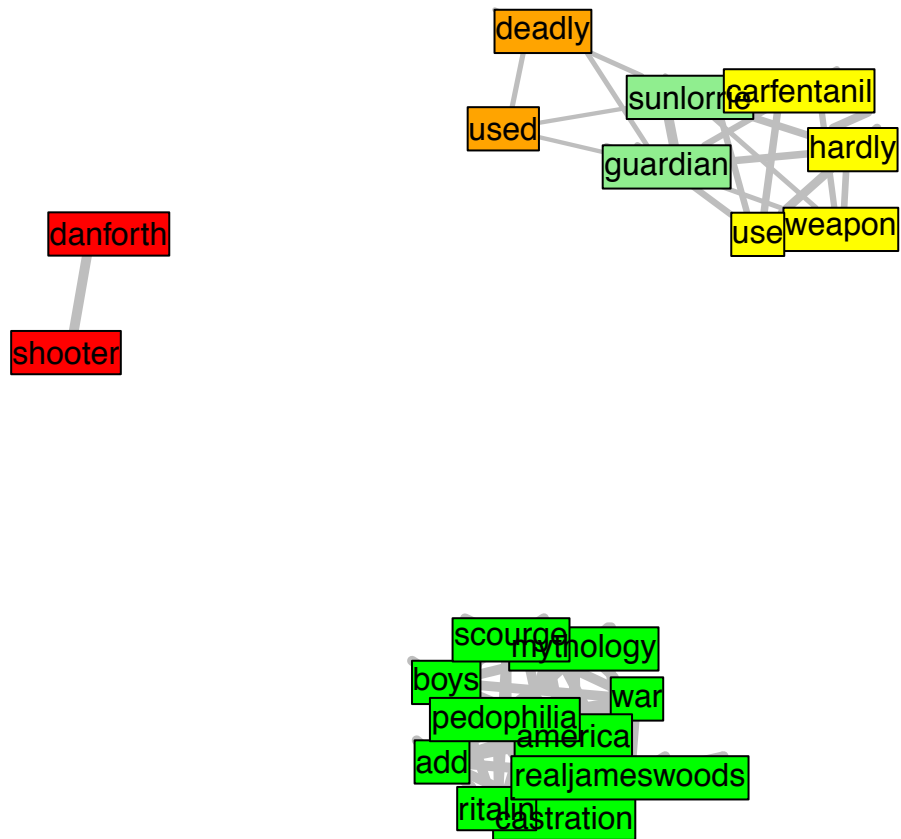 deadly
sunlorrie
carfentanil
used
hardly
guardian
danforth
use
weapon
shooter
scourge
mythology
boys
war
pedophilia
america
add
realjameswoods
ritalin
castration